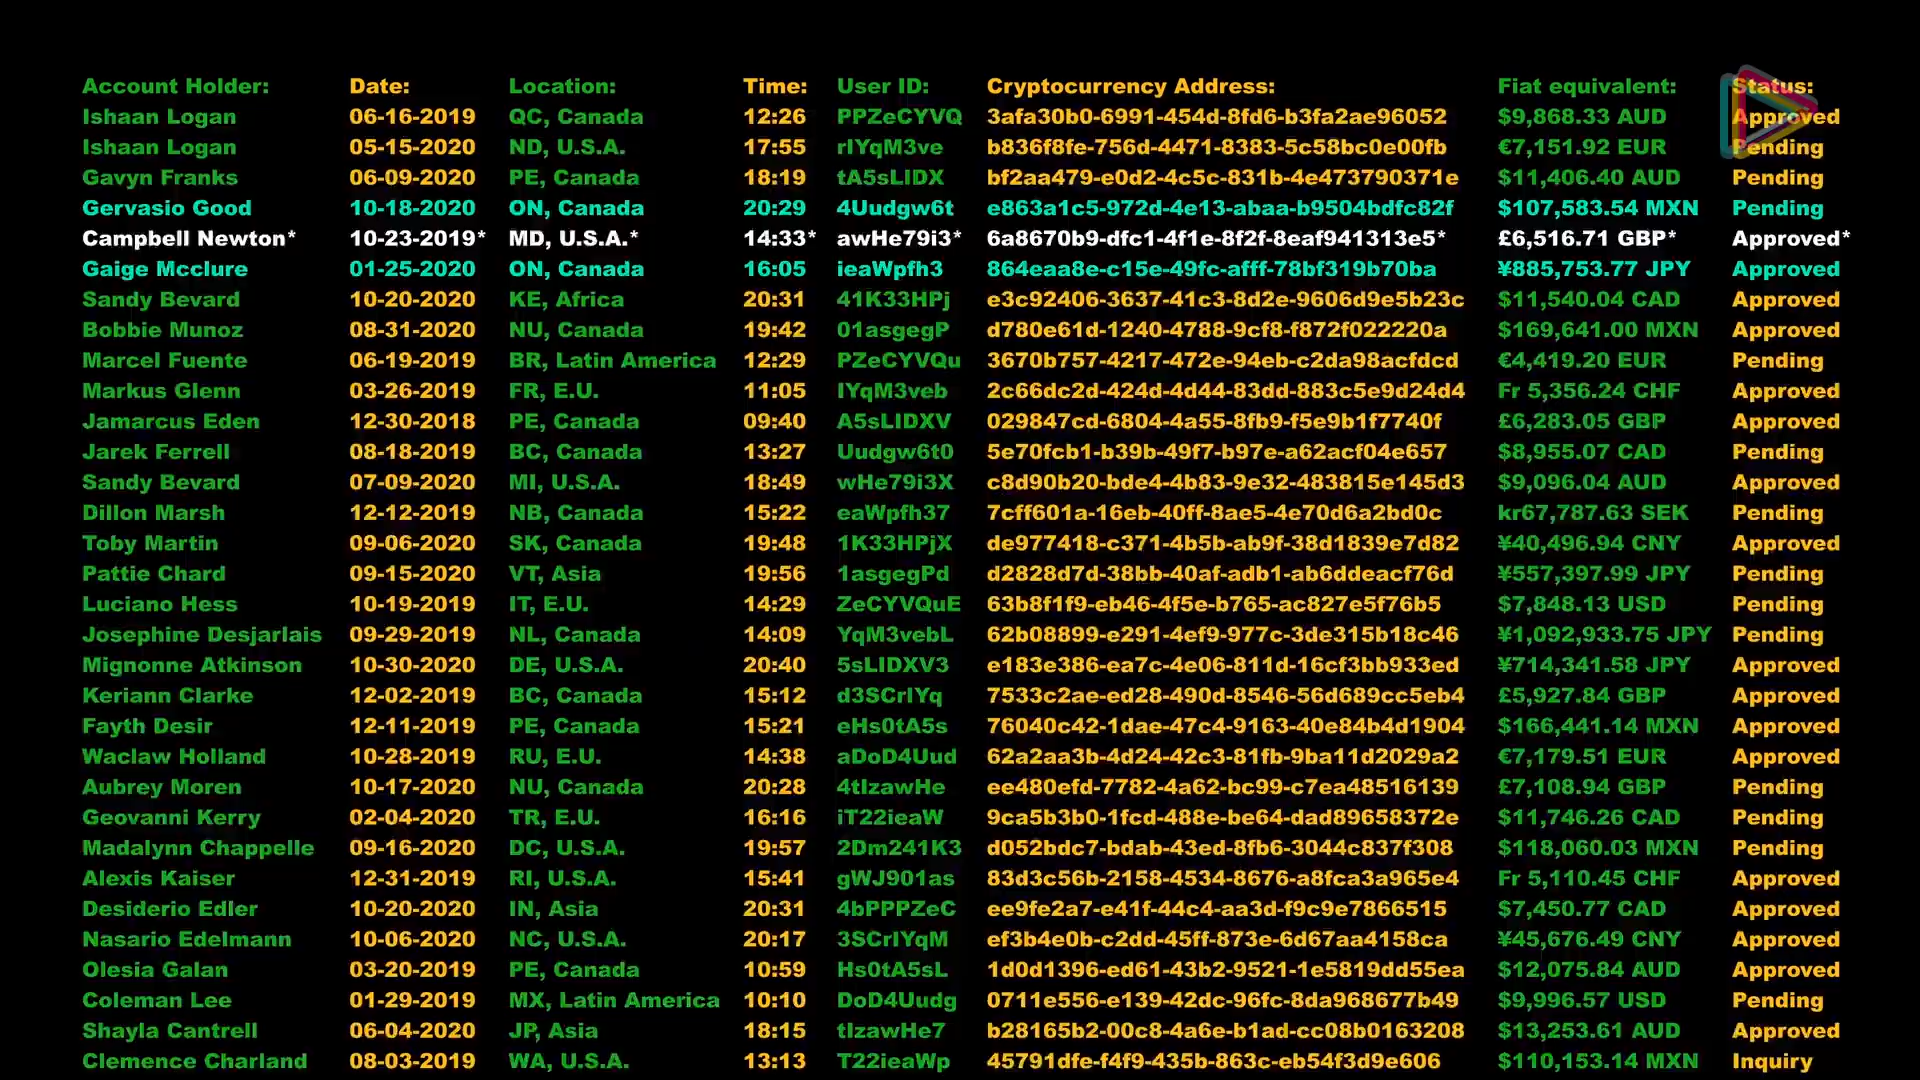 Account Holder: Date: Location: Time: User ID: Cryptocurrency Address: Fiat equivalent: Status:
Ishaan Logan 06-16-2019 QC, Canada 12:26 PPZeCYVQ 3afa30b0-6991-454d-8fd6-b3fa2ae96052 $9,868.33 AUD Approved
Ishaan Logan 05-15-2020 ND, U.S.A. 17:55 rIYqM3ve b836f8fe-756d-4471-8383-5c58bc0e00fb €7,151.92 EUR Pending
Gavyn Franks 06-09-2020 PE, Canada 18:19 tA5sLIDX bf2aa479-e0d2-4c5c-831b-4e473790371e $11,406.40 AUD Pending
Gervasio Good 10-18-2020 ON, Canada 20:29 4Uudgw6t e863a1c5-972d-4e13-abaa-b9504bdfc82f $107,583.54 MXN Pending
Campbell Newton* 10-23-2019* MD, U.S.A.* 14:33* awHe79i3* 6a8670b9-dfc1-4f1e-8f2f-8eaf941313e5* £6,516.71 GBP* Approved*
Gaige Mcclure 01-25-2020 ON, Canada 16:05 ieaWpfh3 864eaa8e-c15e-49fc-afff-78bf319b70ba ¥885,753.77 JPY Approved
Sandy Bevard 10-20-2020 KE, Africa 20:31 41K33HPj e3c92406-3637-41c3-8d2e-9606d9e5b23c $11,540.04 CAD Approved
Bobbie Munoz 08-31-2020 NU, Canada 19:42 01asgegP d780e61d-1240-4788-9cf8-f872f022220a $169,641.00 MXN Approved
Marcel Fuente 06-19-2019 BR, Latin America 12:29 PZeCYVQu 3670b757-4217-472e-94eb-c2da98acfdcd €4,419.20 EUR Pending
Markus Glenn 03-26-2019 FR, E.U. 11:05 IYqM3veb 2c66dc2d-424d-4d44-83dd-883c5e9d24d4 Fr 5,356.24 CHF Approved
Jamarcus Eden 12-30-2018 PE, Canada 09:40 A5sLIDXV 029847cd-6804-4a55-8fb9-f5e9b1f7740f £6,283.05 GBP Approved
Jarek Ferrell 08-18-2019 BC, Canada 13:27 Uudgw6t0 5e70fcb1-b39b-49f7-b97e-a62acf04e657 $8,955.07 CAD Pending
Sandy Bevard 07-09-2020 MI, U.S.A. 18:49 wHe79i3X c8d90b20-bde4-4b83-9e32-483815e145d3 $9,096.04 AUD Approved
Dillon Marsh 12-12-2019 NB, Canada 15:22 eaWpfh37 7cff601a-16eb-40ff-8ae5-4e70d6a2bd0c kr67,787.63 SEK Pending
Toby Martin 09-06-2020 SK, Canada 19:48 1K33HPjX de977418-c371-4b5b-ab9f-38d1839e7d82 ¥40,496.94 CNY Approved
Pattie Chard 09-15-2020 VT, Asia 19:56 1asgegPd d2828d7d-38bb-40af-adb1-ab6ddeacf76d ¥557,397.99 JPY Pending
Luciano Hess 10-19-2019 IT, E.U. 14:29 ZeCYVQuE 63b8f1f9-eb46-4f5e-b765-ac827e5f76b5 $7,848.13 USD Pending
Josephine Desjarlais 09-29-2019 NL, Canada 14:09 YqM3vebL 62b08899-e291-4ef9-977c-3de315b18c46 ¥1,092,933.75 JPY Pending
Mignonne Atkinson 10-30-2020 DE, U.S.A. 20:40 5sLIDXV3 e183e386-ea7c-4e06-811d-16cf3bb933ed ¥714,341.58 JPY Approved
Keriann Clarke 12-02-2019 BC, Canada 15:12 d3SCrIYq 7533c2ae-ed28-490d-8546-56d689cc5eb4 £5,927.84 GBP Approved
Fayth Desir 12-11-2019 PE, Canada 15:21 eHs0tA5s 76040c42-1dae-47c4-9163-40e84b4d1904 $166,441.14 MXN Approved
Waclaw Holland 10-28-2019 RU, E.U. 14:38 aDoD4Uud 62a2aa3b-4d24-42c3-81fb-9ba11d2029a2 €7,179.51 EUR Approved
Aubrey Moren 10-17-2020 NU, Canada 20:28 4tIzawHe ee480efd-7782-4a62-bc99-c7ea48516139 £7,108.94 GBP Pending
Geovanni Kerry 02-04-2020 TR, E.U. 16:16 iT22ieaW 9ca5b3b0-1fcd-488e-be64-dad89658372e $11,746.26 CAD Pending
Madalynn Chappelle 09-16-2020 DC, U.S.A. 19:57 2Dm241K3 d052bdc7-bdab-43ed-8fb6-3044c837f308 $118,060.03 MXN Pending
Alexis Kaiser 12-31-2019 RI, U.S.A. 15:41 gWJ901as 83d3c56b-2158-4534-8676-a8fca3a965e4 Fr 5,110.45 CHF Approved
Desiderio Edler 10-20-2020 IN, Asia 20:31 4bPPPZeC ee9fe2a7-e41f-44c4-aa3d-f9c9e7866515 $7,450.77 CAD Approved
Nasario Edelmann 10-06-2020 NC, U.S.A. 20:17 3SCrIYqM ef3b4e0b-c2dd-45ff-873e-6d67aa4158ca ¥45,676.49 CNY Approved
Olesia Galan 03-20-2019 PE, Canada 10:59 Hs0tA5sL 1d0d1396-ed61-43b2-9521-1e5819dd55ea $12,075.84 AUD Approved
Coleman Lee 01-29-2019 MX, Latin America 10:10 DoD4Uudg 0711e556-e139-42dc-96fc-8da968677b49 $9,996.57 USD Pending
Shayla Cantrell 06-04-2020 JP, Asia 18:15 tIzawHe7 b28165b2-00c8-4a6e-b1ad-cc08b0163208 $13,253.61 AUD Approved
Clemence Charland 08-03-2019 WA, U.S.A. 13:13 T22ieaWp 45791dfe-f4f9-435b-863c-eb54f3d9e606 $110,153.14 MXN Inquiry